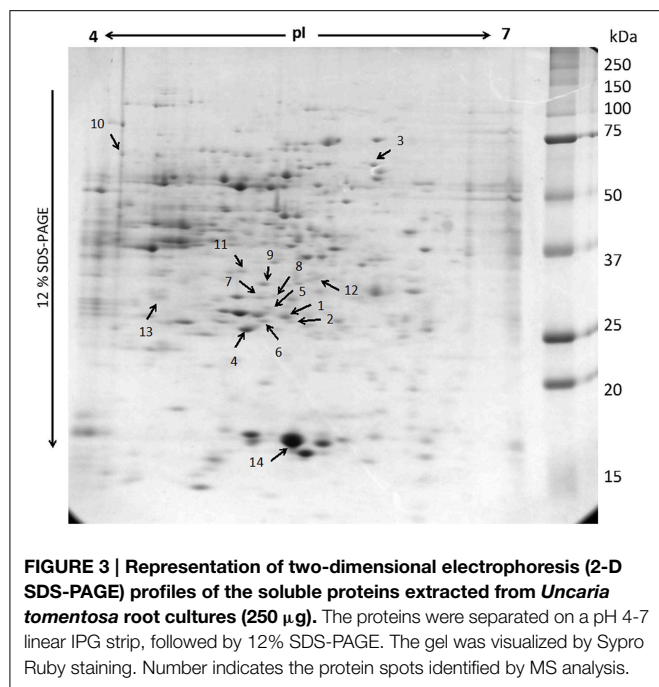 4 pI 7
kDa
250
150
100
75
50
37
25
20
15
12 % SDS-PAGE
10
3
11
9
8
7
5
12
1
13
2
4
6
14
FIGURE 3 | Representation of two-dimensional electrophoresis (2-D
SDS-PAGE) profiles of the soluble proteins extracted from Uncaria
tomentosa root cultures (250 μg). The proteins were separated on a pH 4-7
linear IPG strip, followed by 12% SDS-PAGE. The gel was visualized by Sypro
Ruby staining. Number indicates the protein spots identified by MS analysis.